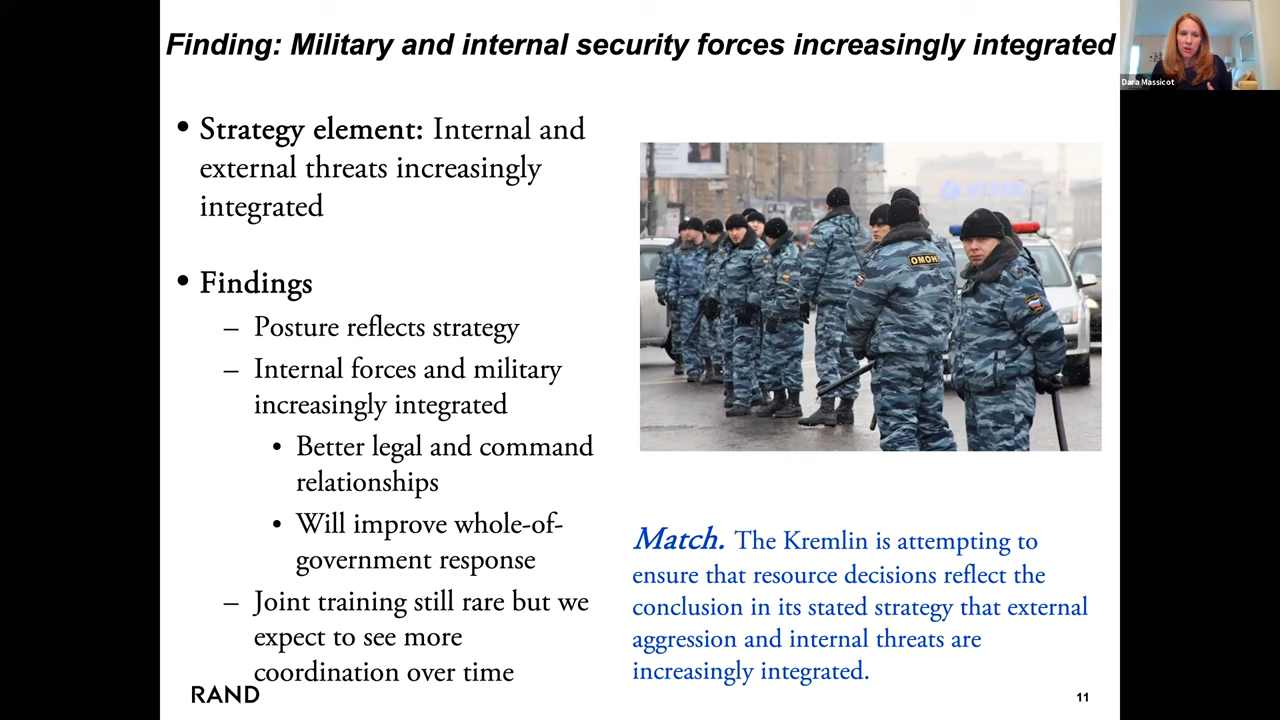 Finding: Military and internal security forces increasingly integrated
Dara Massicot
• Strategy element: Internal and
external threats increasingly
integrated
• Findings
– Posture reflects strategy
– Internal forces and military
increasingly integrated
• Better legal and command
relationships
• Will improve whole-of-
government response
– Joint training still rare but we
expect to see more
coordination over time
ОМОН
Match. The Kremlin is attempting to
ensure that resource decisions reflect the
conclusion in its stated strategy that external
aggression and internal threats are
increasingly integrated.
RAND
11